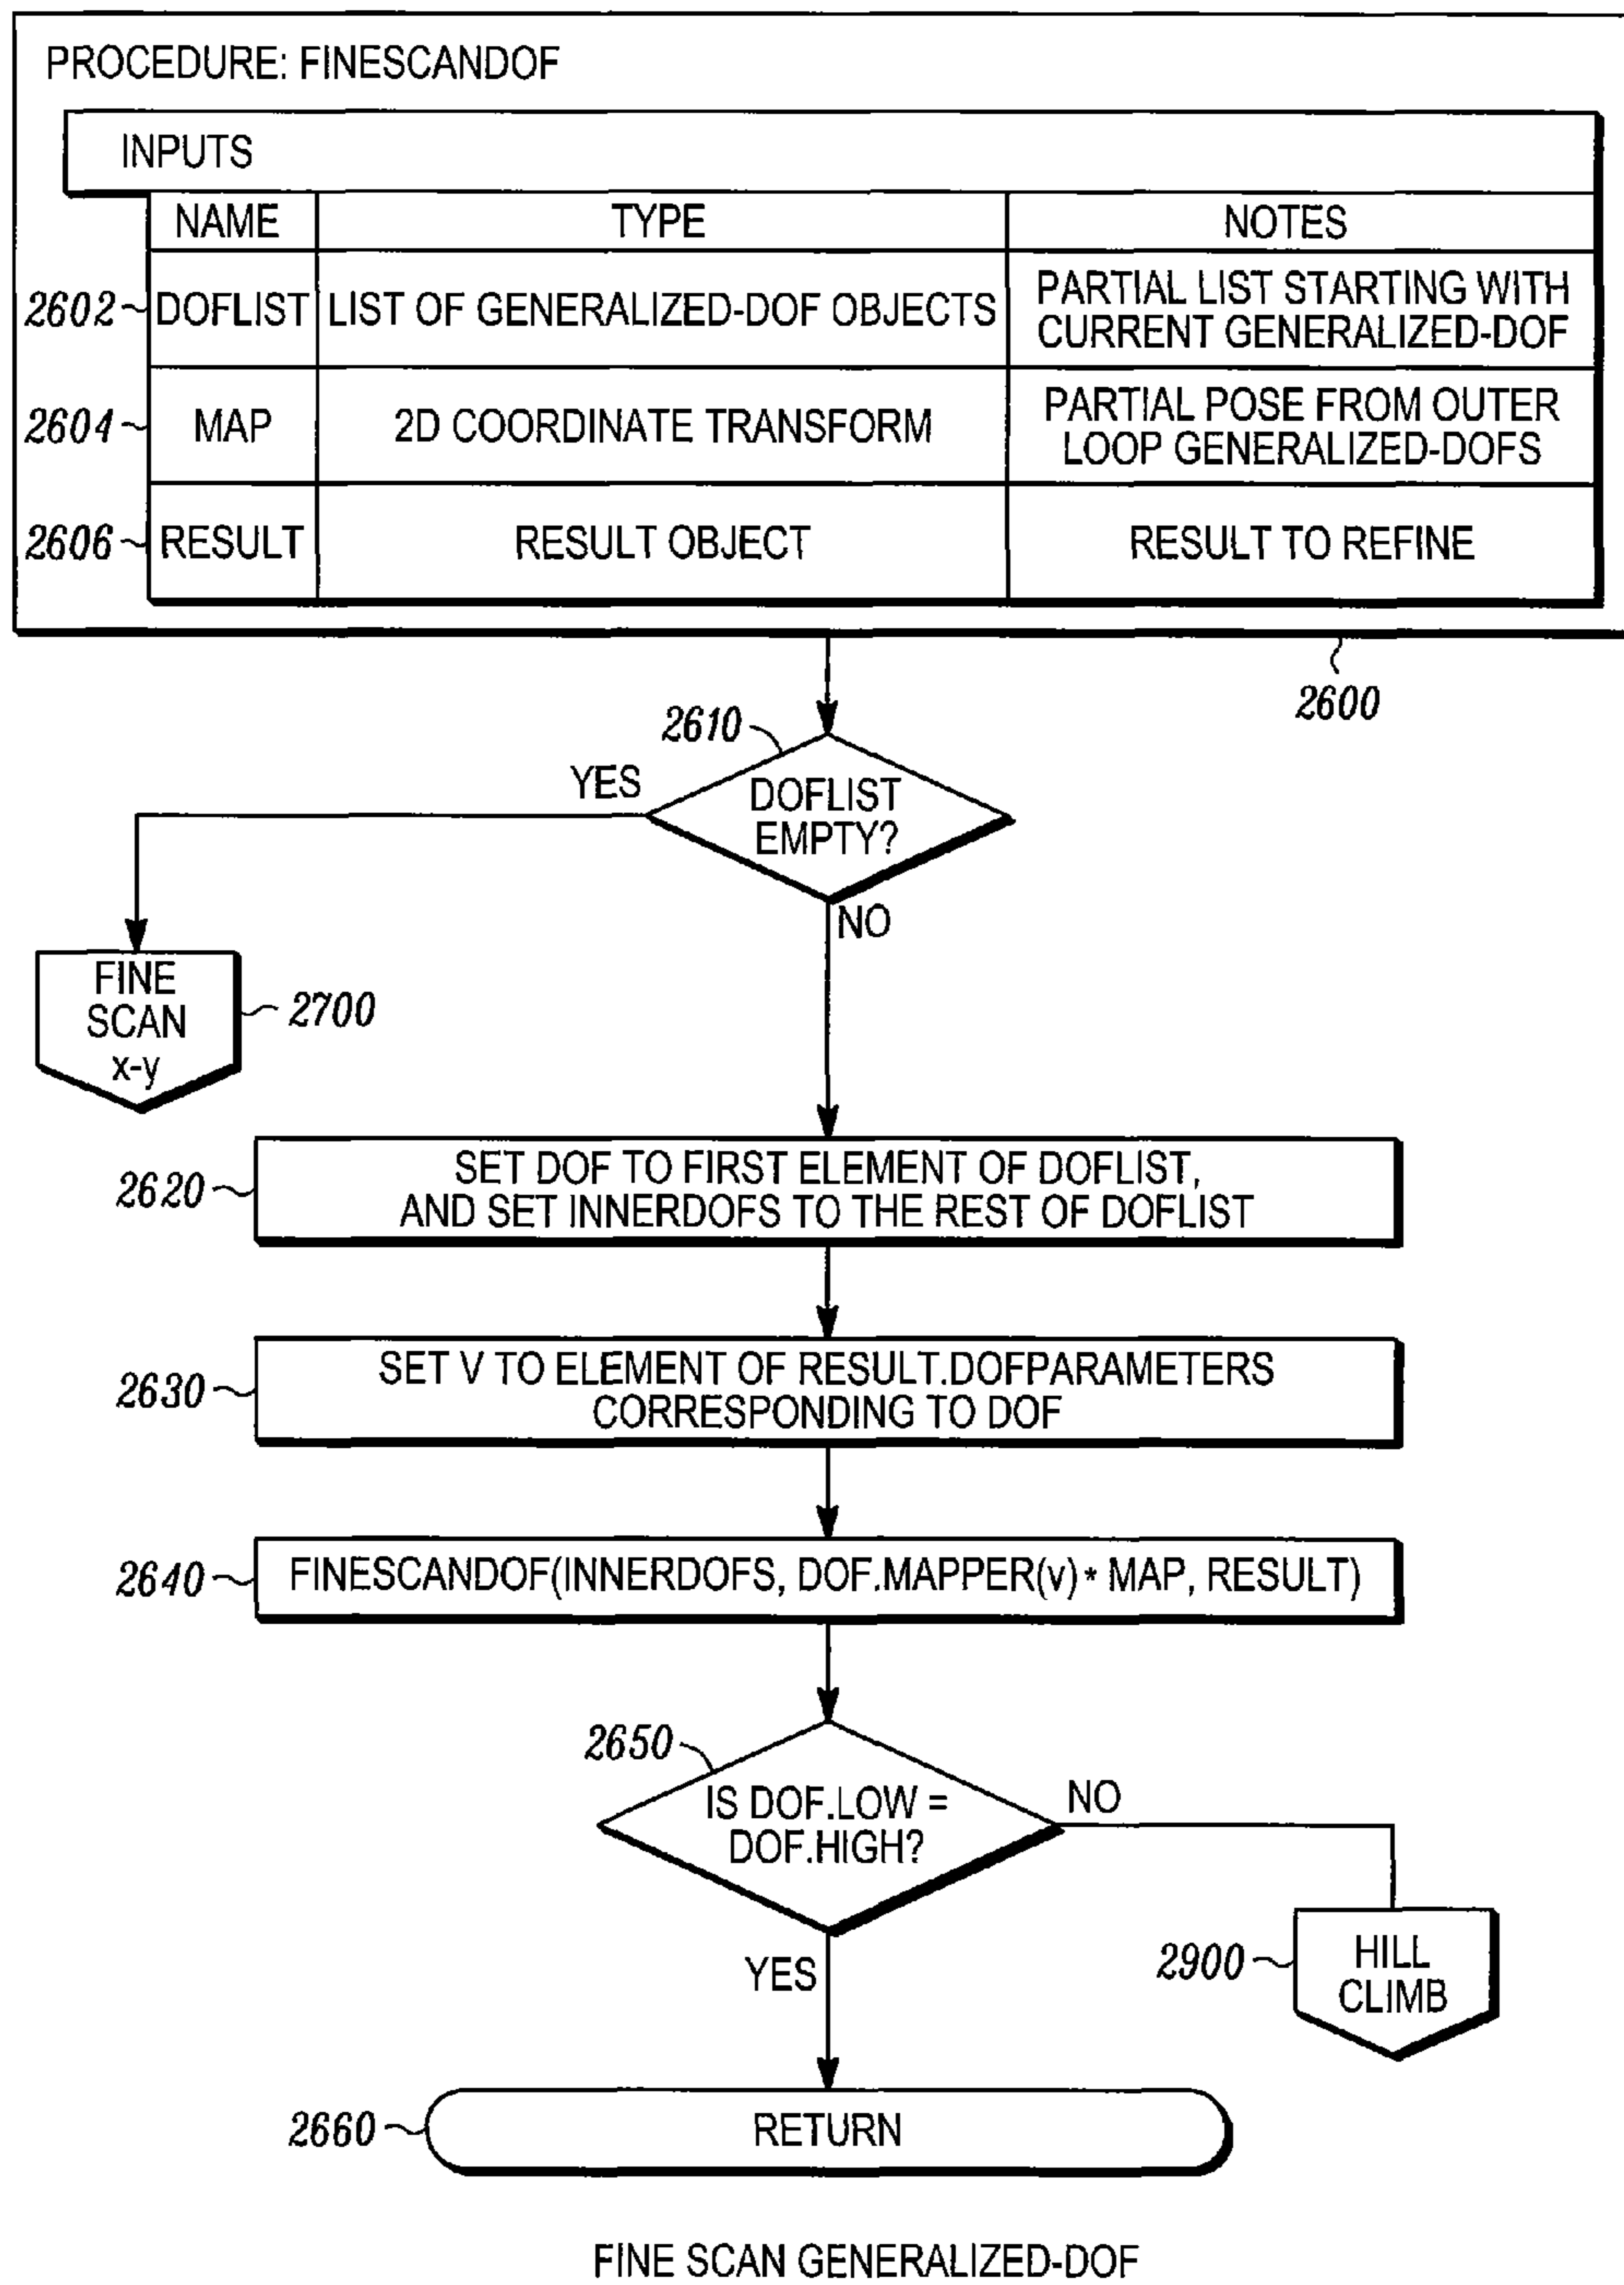 PROCEDURE: FINESCANDOF
INPUTS
NAME TYPE NOTES
2602 DOFLIST LIST OF GENERALIZED-DOF OBJECTS PARTIAL LIST STARTING WITH
CURRENT GENERALIZED-DOF
2604 MAP 2D COORDINATE TRANSFORM PARTIAL POSE FROM OUTER
LOOP GENERALIZED-DOFS
2606 RESULT RESULT OBJECT RESULT TO REFINE
2600
2610
YES
DOFLIST
EMPTY?
NO
FINE
SCAN
x-y
2700
2620
SET DOF TO FIRST ELEMENT OF DOFLIST,
AND SET INNERDOFS TO THE REST OF DOFLIST
2630
SET V TO ELEMENT OF RESULT.DOFPARAMETERS
CORRESPONDING TO DOF
2640
FINESCANDOF(INNERDOFS, DOF.MAPPER(v) * MAP, RESULT)
2650
IS DOF.LOW =
DOF.HIGH?
NO
YES
2900
HILL
CLIMB
2660
RETURN
FINE SCAN GENERALIZED-DOF